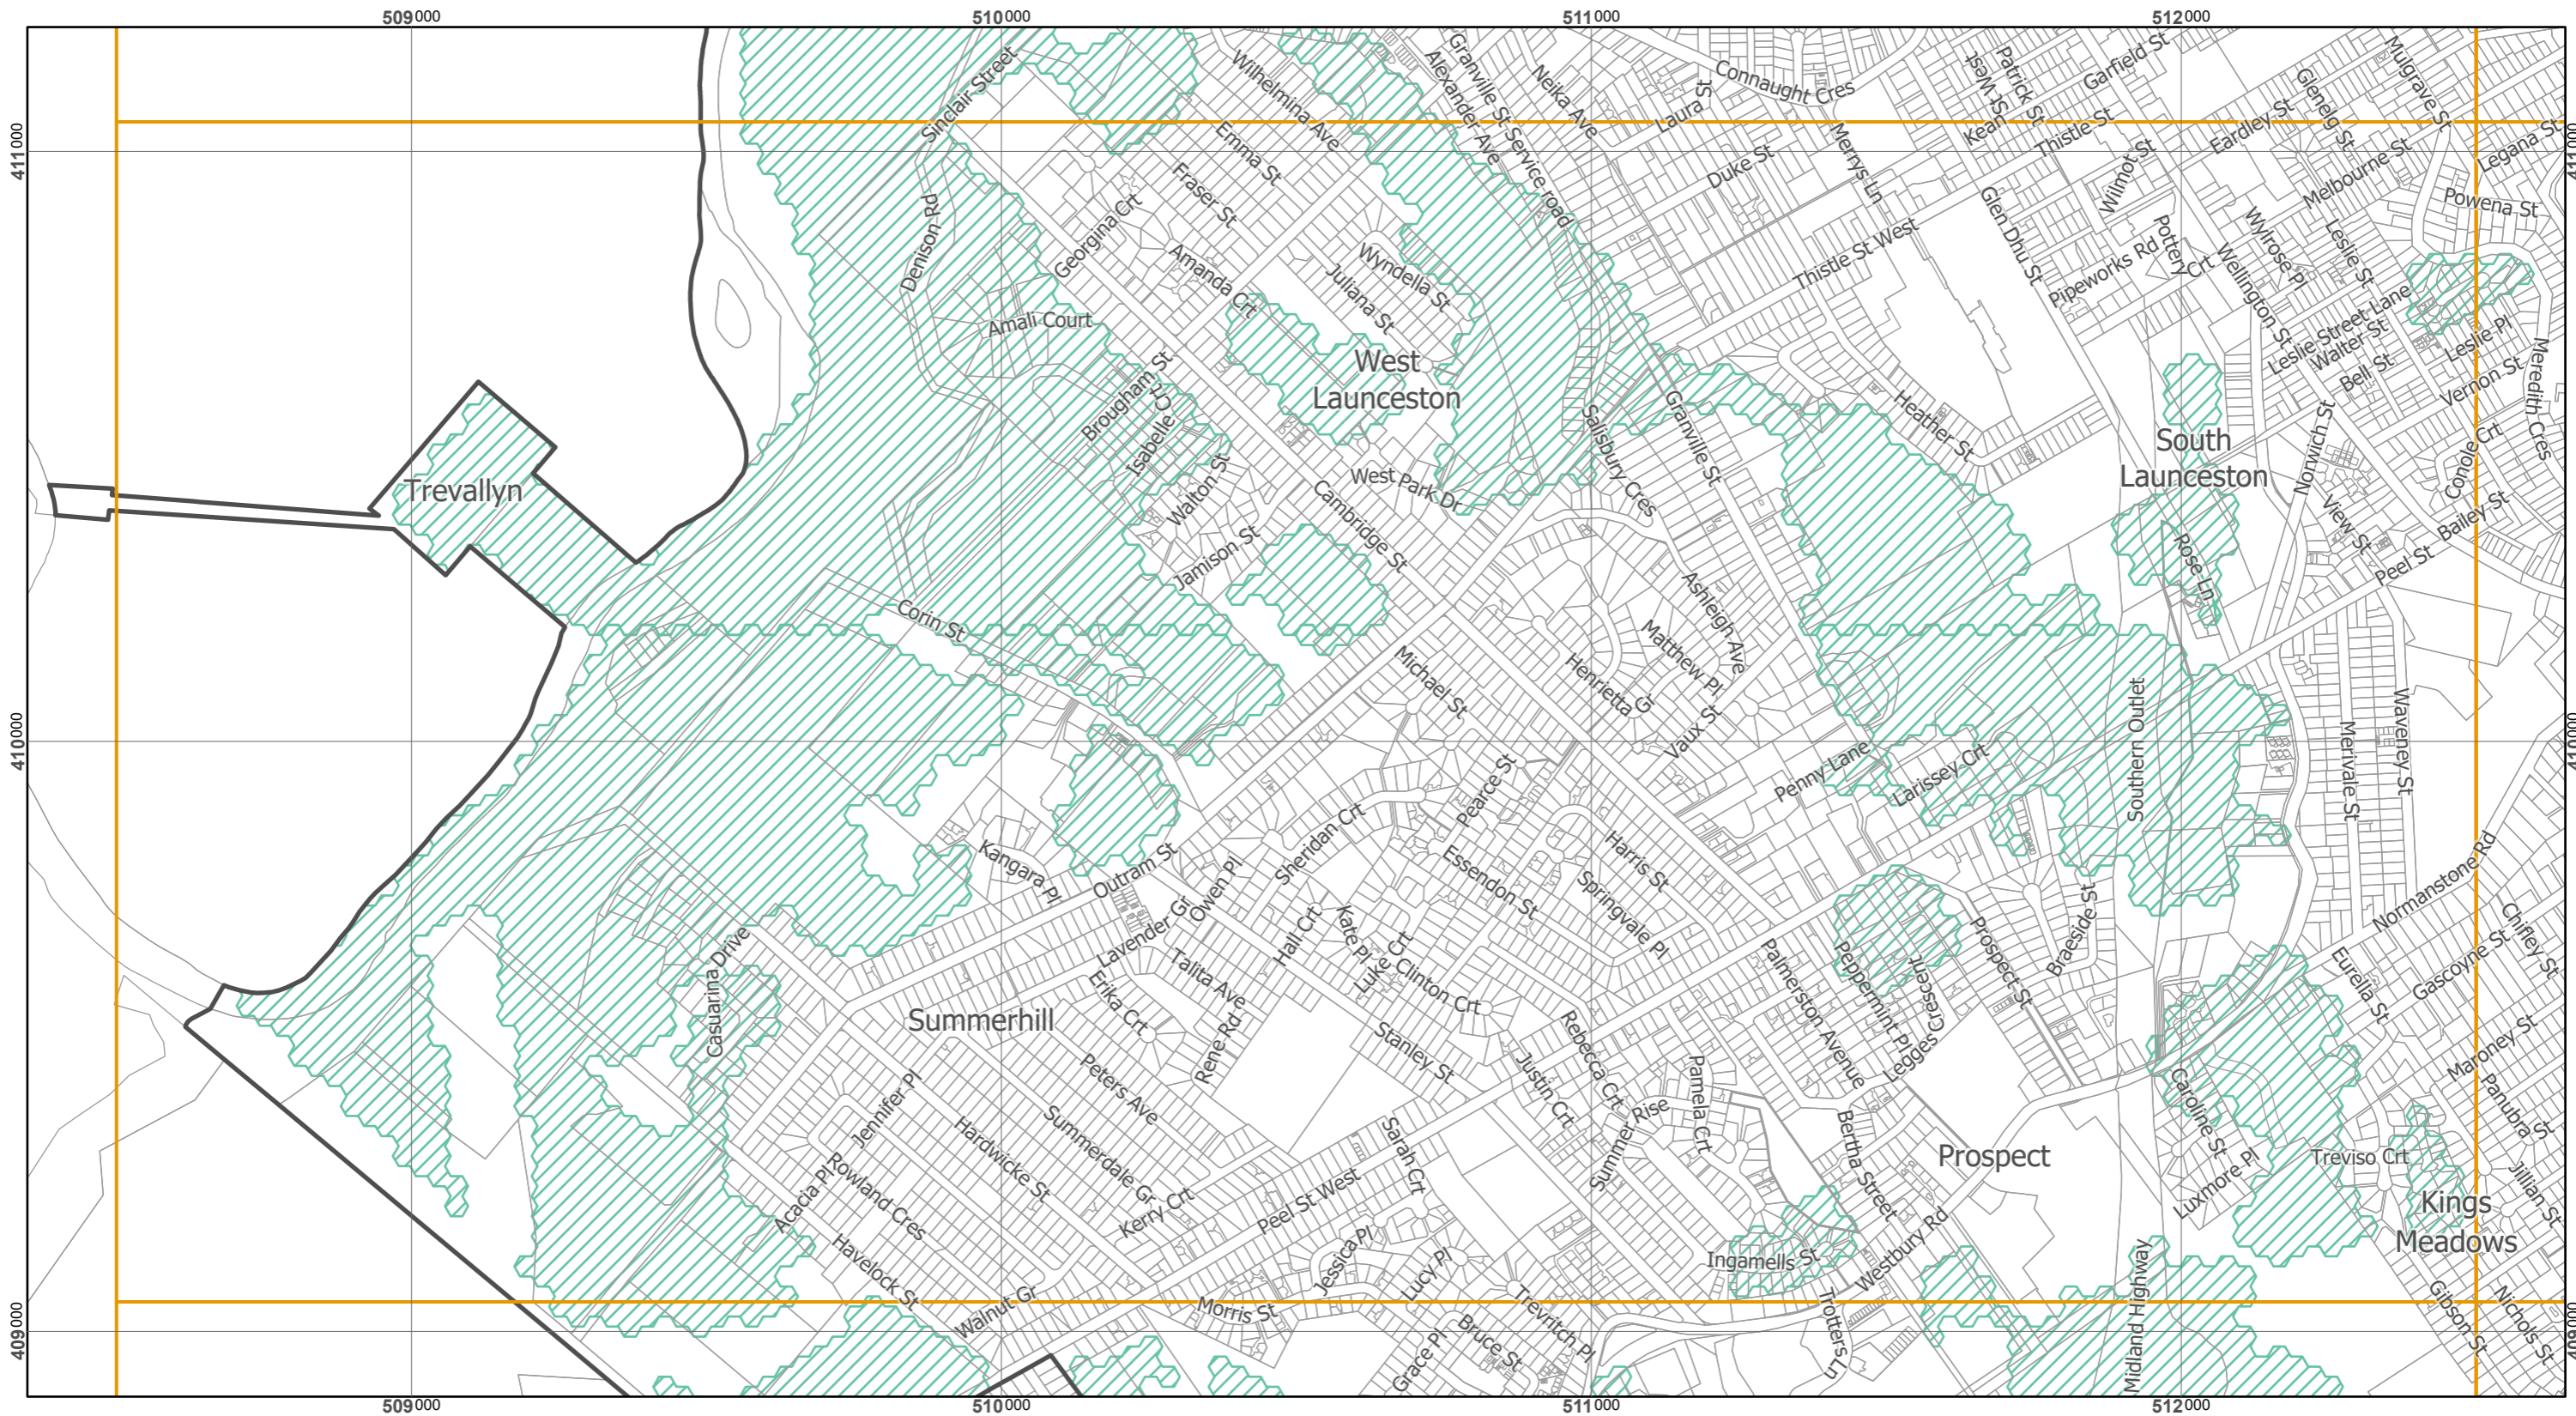 509000
510000
511000
512000
411000
411000
410000
410000
409000
409000
509000
510000
511000
512000
Sinclair Street
Wilhelmina Ave
Granville St Service road
Alexander Ave
Neika Ave
Laura St
Connaught Cres
Merrys Ln
St West
Kean
Patrick St
Garfield St
Thistle St
Eardley St
Glenelg St
Mulgrave St
Legana St
Emma St
Fraser St
Duke St
Wilmot St
Melbourne St
Powena St
Denison Rd
Georgina Crt
Amanda Crt
Wyndella St
Juliana St
Thistle St West
Glen Dhu St
Pipeworks Rd
Pottery Crt
Wellington St
Wylrose Pl
Leslie St
Leslie Street Lane
Walter St
Bell St
Leslie Pl
Vernon St
Meredith Cres
Amali Court
Brougham St
Isabelle Crt
Walton St
West
Launceston
West Park Dr
Salisbury Cres
Granville St
Heather St
South
Launceston
Norwich St
Conole Crt
View St
Bailey St
Peel St
Rose Ln
Trevallyn
Jamison St
Cambridge St
Corin St
Ashleigh Ave
Matthew Pl
Henrietta Gr
Vaux St
Michael St
Pearce St
Penny Lane
Larissey Crt
Southern Outlet
Merivale St
Waveney St
Normanstone Rd
Kangara Pl
Outram St
Owen Pl
Sheridan Crt
Essendon St
Harris St
Springvale Pl
Lavender Gr
Talita Ave
Hall Crt
Kate Pl
Luke Crt
Clinton Crt
Casuarina Drive
Summerhill
Erika Crt
Rene Rd
Stanley St
Palmerston Avenue
Peppermint Pl
Legges Crescent
Prospect St
Braeside St
Eurella St
Gascoyne St
Chifley St
Maroney St
Panubra St
Jillian St
Peters Ave
Rebecca Crt
Justin Crt
Summer Rise
Pamela Crt
Bertha Street
Prospect
Caroline St
Luxmore Pl
Treviso Crt
Kings
Meadows
Jennifer Pl
Hardwicke St
Summerdale Gr
Kerry Crt
Peel St West
Sarah Crt
Acacia Pl
Rowland Cres
Havelock St
Walnut Gr
Morris St
Jessica Pl
Lucy Pl
Grace Pl
Bruce St
Trevritch Pl
Ingamells St
Westbury Rd
Trotters Ln
Midland Highway
Gibson St
Nichols St